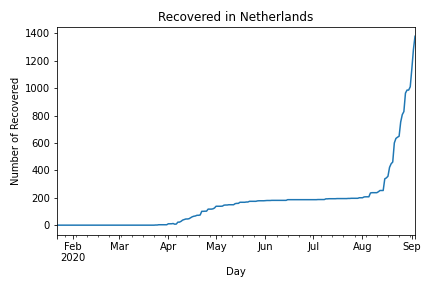 Recovered in Netherlands
Number of Recovered
1400
1200
1000
800
600
400
200
0
Feb Mar Apr May Jun Jul Aug Sep
2020
Day